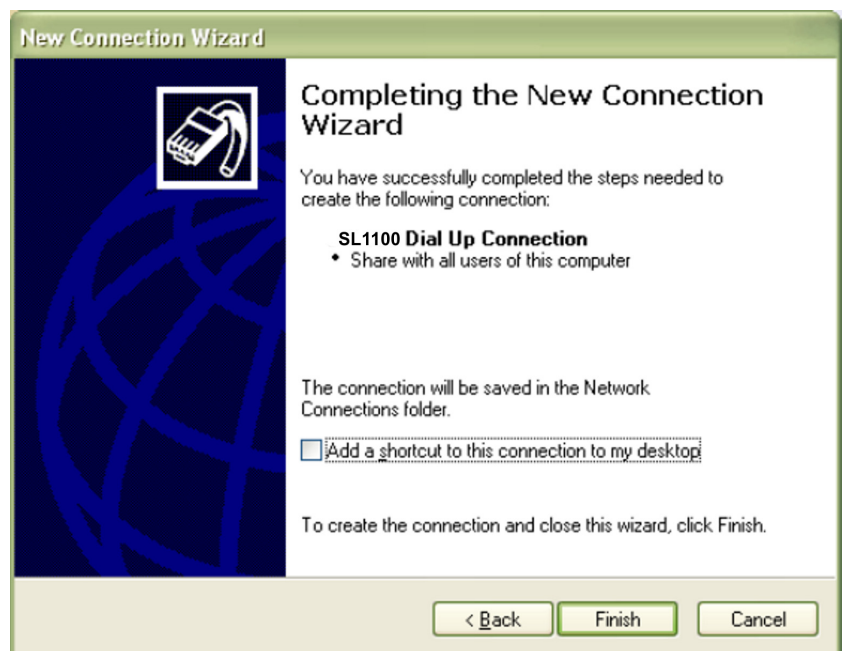 New Connection Wizard
Completing the New Connection
Wizard
You have successfully completed the steps needed to
create the following connection:
SL1100 Dial Up Connection
• Share with all users of this computer
The connection will be saved in the Network
Connections folder.
Add a shortcut to this connection to my desktop
To create the connection and close this wizard, click Finish.
< Back
Finish
Cancel